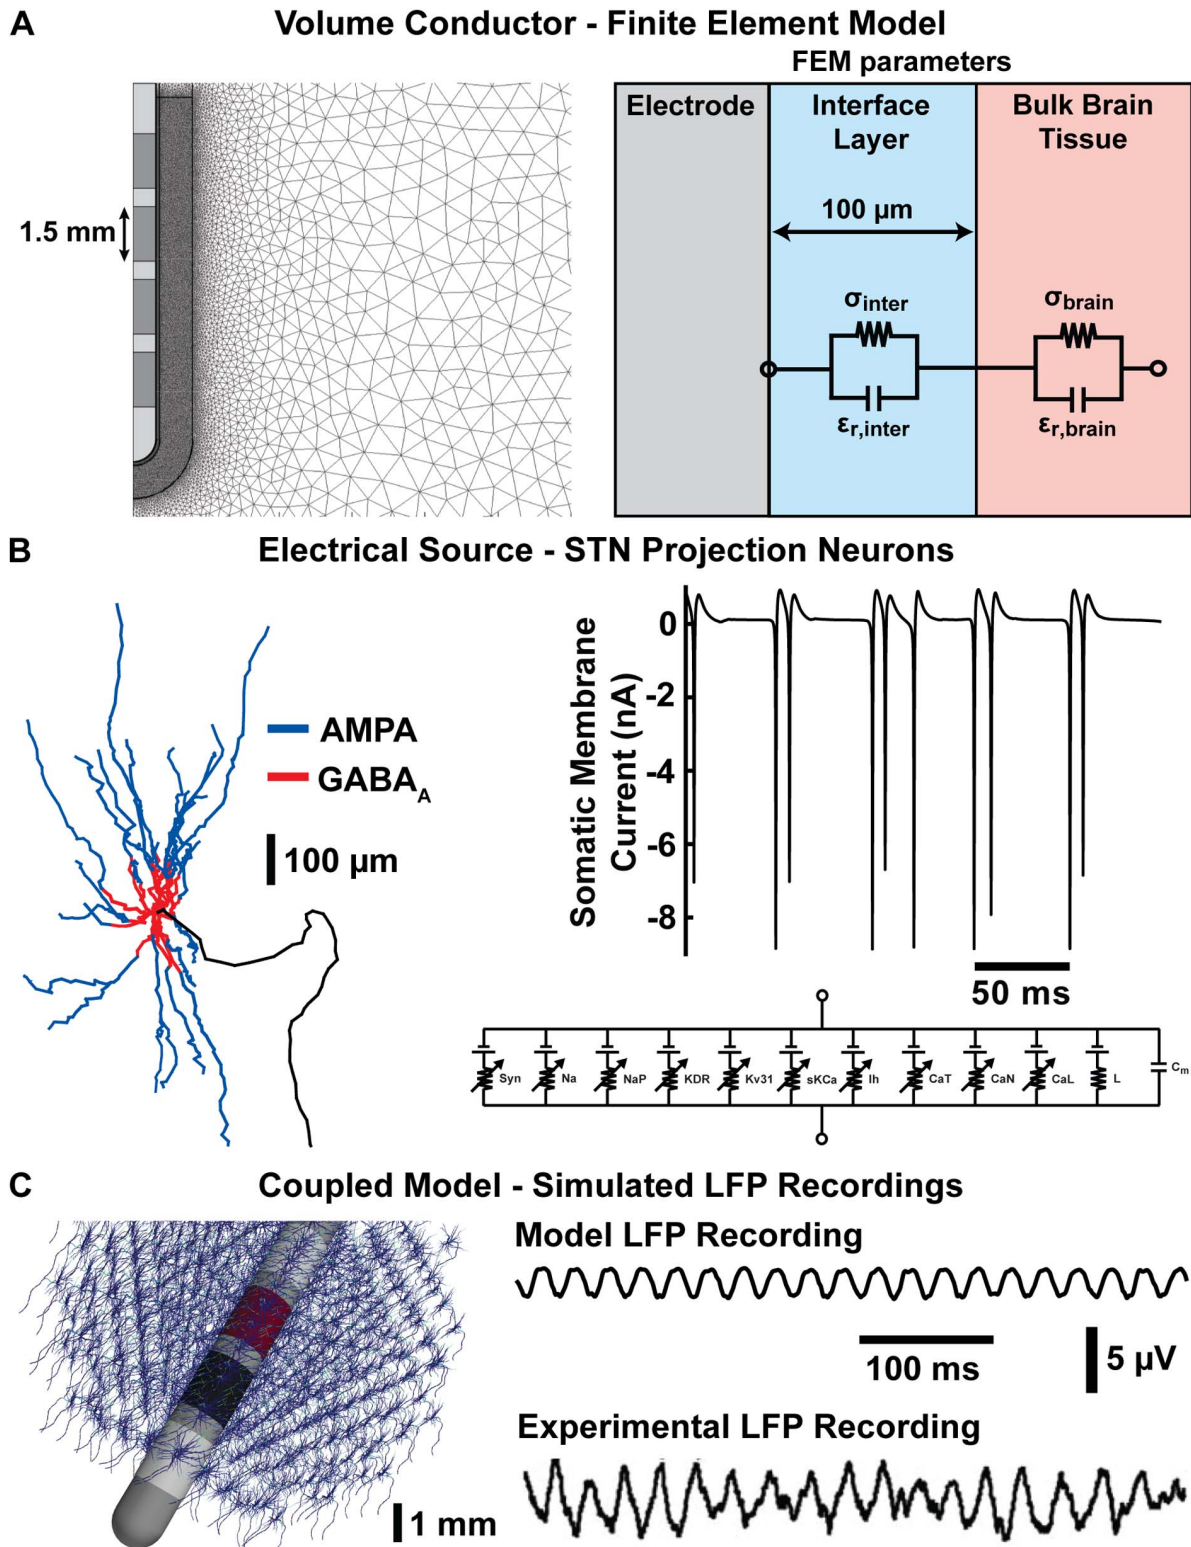 A
Volume Conductor - Finite Element Model
FEM parameters
1.5 mm
Electrode
Interface
Layer
Bulk Brain
Tissue
100 µm
σinter
εr,inter
σbrain
εr,brain
B
Electrical Source - STN Projection Neurons
AMPA
GABAA
100 µm
Somatic Membrane
Current (nA)
0
-2
-4
-6
-8
50 ms
Syn
Na
NaP
KDR
Kv31
sKCa
Ih
CaT
CaN
CaL
L
Cm
C
Coupled Model - Simulated LFP Recordings
Model LFP Recording
100 ms
5 µV
Experimental LFP Recording
1 mm